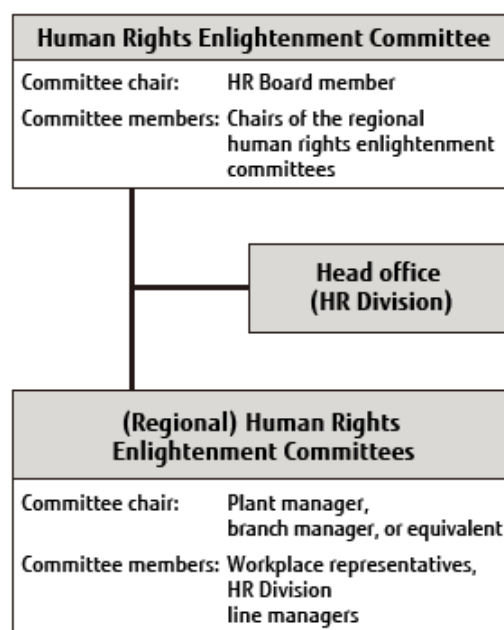 Human Rights Enlightenment Committee
Committee chair: HR Board member
Committee members: Chairs of the regional
human rights enlightenment
committees
Head office
(HR Division)
(Regional) Human Rights
Enlightenment Committees
Committee chair: Plant manager,
branch manager, or equivalent
Committee members: Workplace representatives,
HR Division
line managers